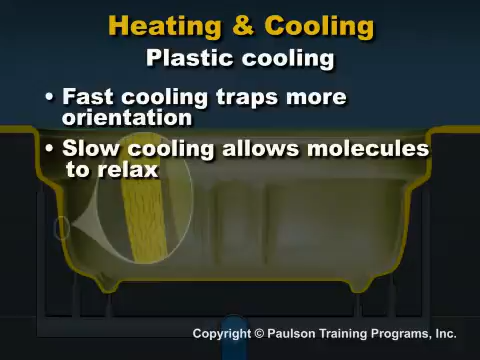 Heating & Cooling
Plastic cooling
• Fast cooling traps more
orientation
• Slow cooling allows molecules
to relax
Copyright © Paulson Training Programs, Inc.